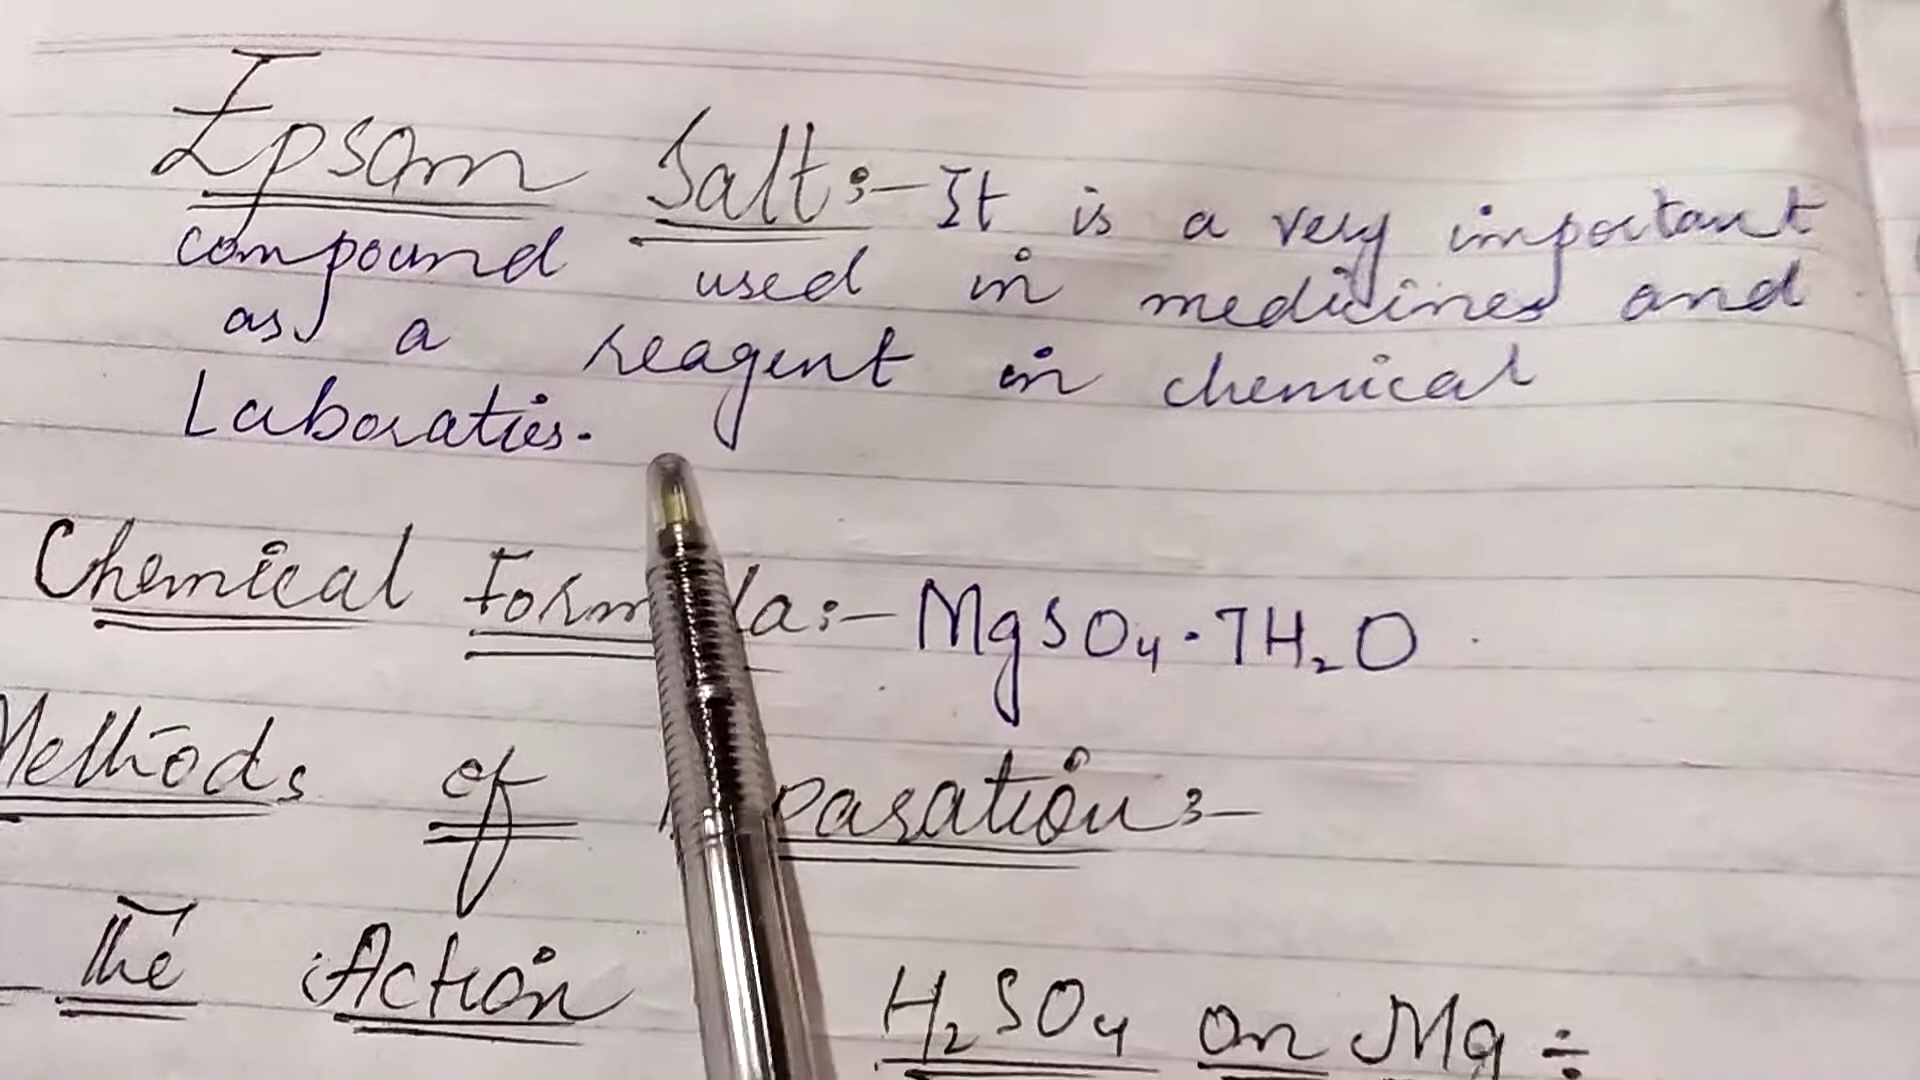 Epsom Salt:- It is a very important
compound used in medicines and
as a reagent in chemical
Laboraties.
Chemical Formula:- MgSO₄·7H₂O
Methods of Preparation:-
The Action H₂SO₄ on Mg:-